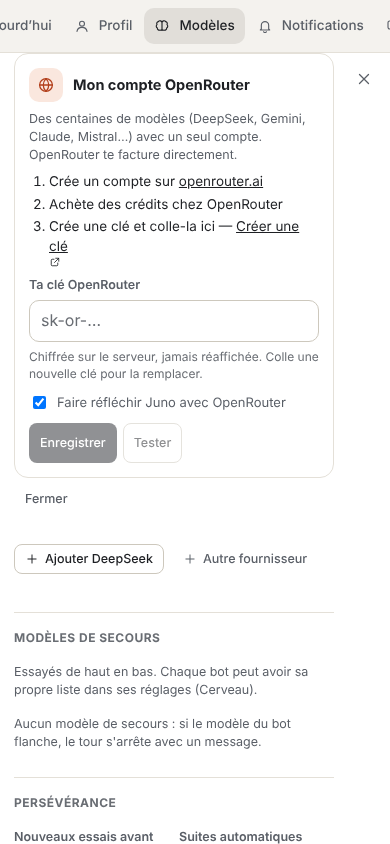 ourd’hui Profil Modèles Notifications
Mon compte OpenRouter
Des centaines de modèles (DeepSeek, Gemini,
Claude, Mistral…) avec un seul compte.
OpenRouter te facture directement.
1. Crée un compte sur openrouter.ai
2. Achète des crédits chez OpenRouter
3. Crée une clé et colle-la ici — Créer une
clé
Ta clé OpenRouter
sk-or-…
Chiffrée sur le serveur, jamais réaffichée. Colle une
nouvelle clé pour la remplacer.
Faire réfléchir Juno avec OpenRouter
Enregistrer Tester
Fermer
Ajouter DeepSeek Autre fournisseur
MODÈLES DE SECOURS
Essayés de haut en bas. Chaque bot peut avoir sa
propre liste dans ses réglages (Cerveau).
Aucun modèle de secours : si le modèle du bot
flanche, le tour s'arrête avec un message.
PERSÉVÉRANCE
Nouveaux essais avant Suites automatiques